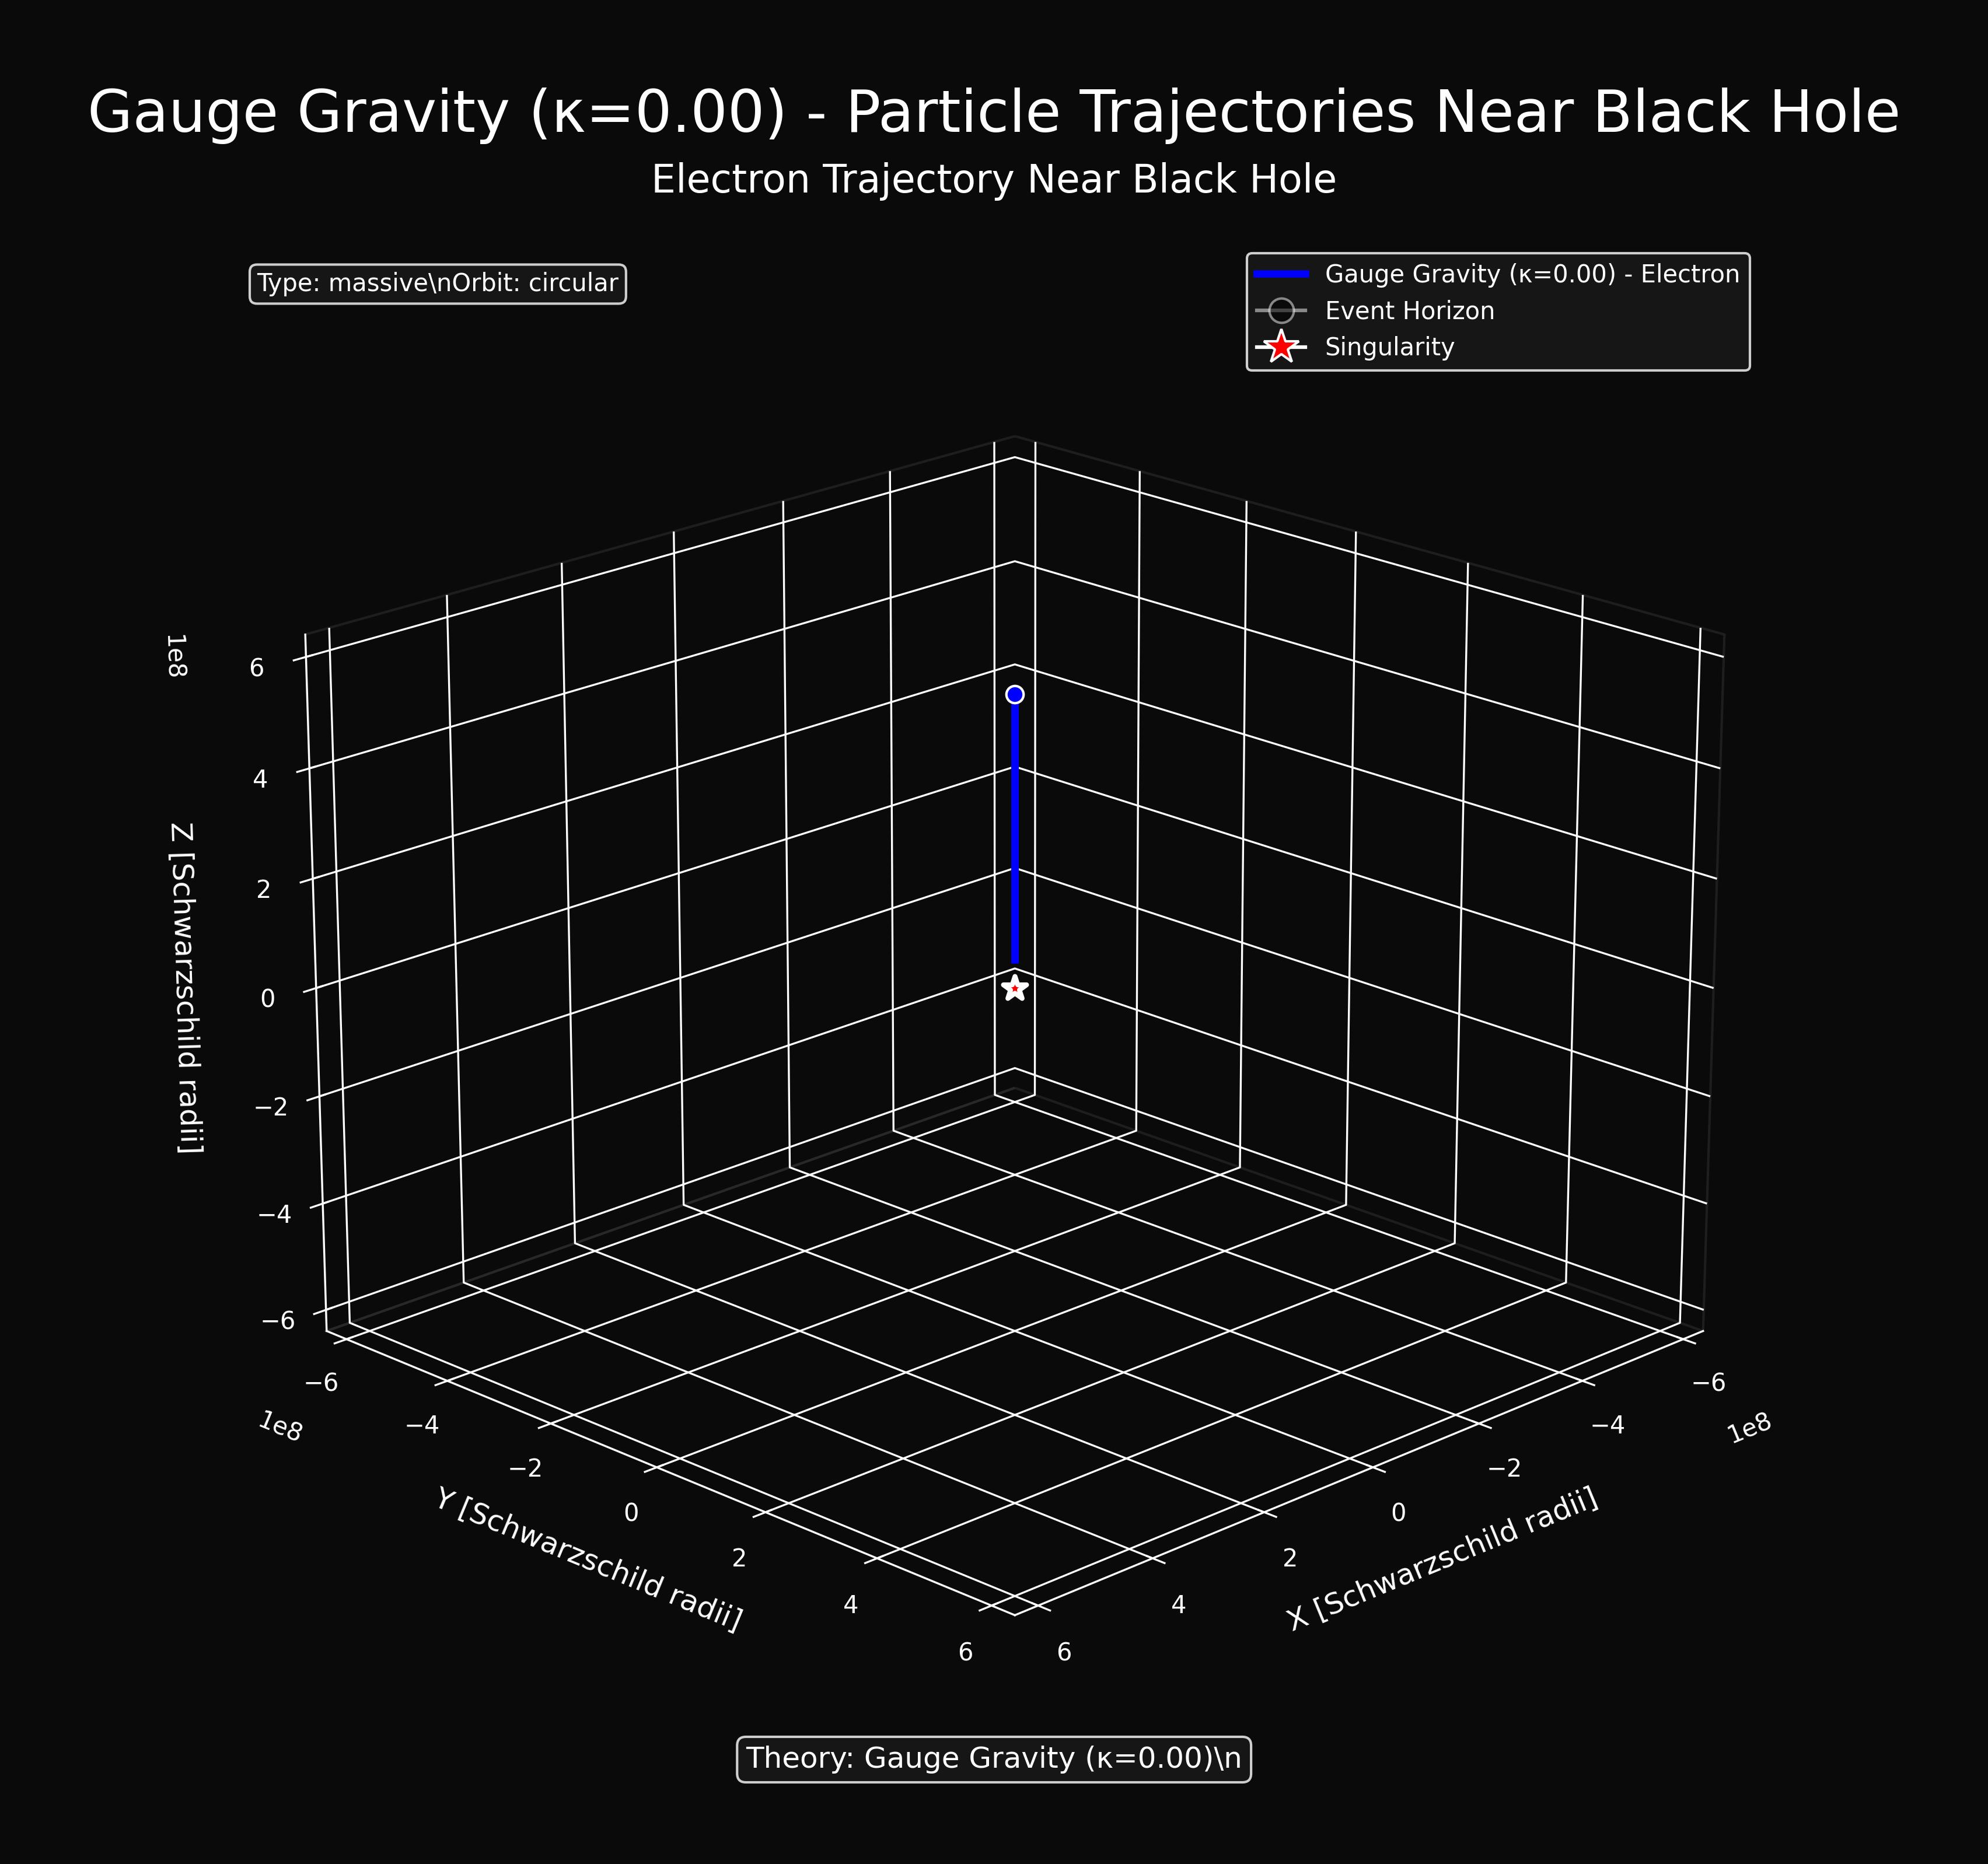 Gauge Gravity (κ=0.00) - Particle Trajectories Near Black Hole
Electron Trajectory Near Black Hole
Type: massive\nOrbit: circular
Gauge Gravity (κ=0.00) - Electron
Event Horizon
Singularity
1e8
6
4
2
0
−2
−4
−6
Z [Schwarzschild radii]
−6
−4
−2
0
2
4
6
1e8
Y [Schwarzschild radii]
6
4
2
0
−2
−4
−6
1e8
X [Schwarzschild radii]
Theory: Gauge Gravity (κ=0.00)\n